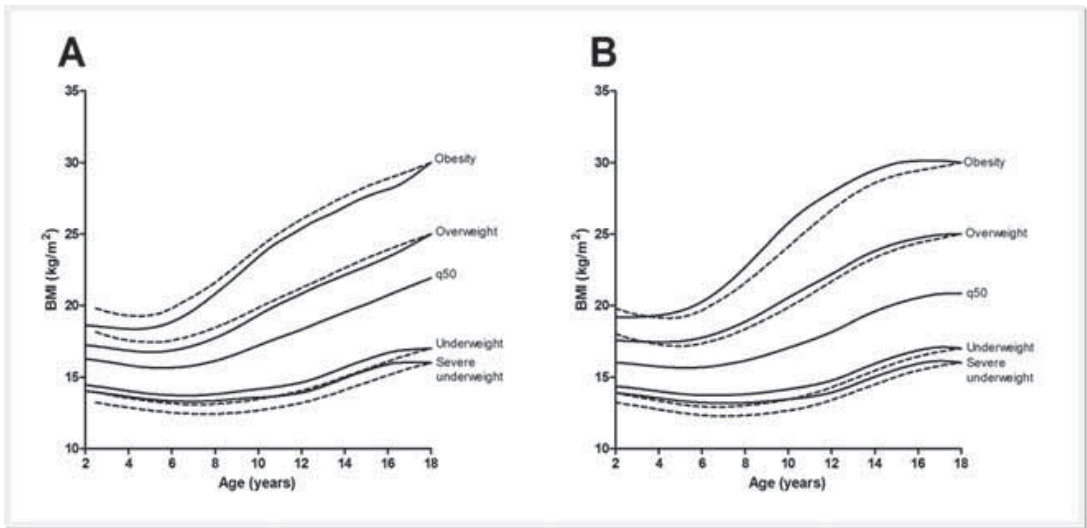 A
35
30
25
20
15
10
BMI (kg/m²)
2 4 6 8 10 12 14 16 18
Age (years)
Obesity
Overweight
q50
Underweight
Severe
underweight
B
35
30
25
20
15
10
BMI (kg/m²)
2 4 6 8 10 12 14 16 18
Age (years)
Obesity
Overweight
q50
Underweight
Severe
underweight